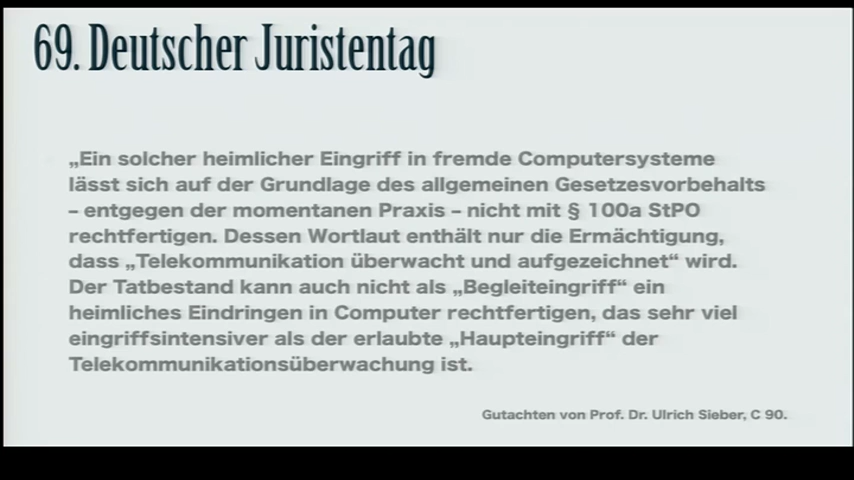 69. Deutscher Juristentag
„Ein solcher heimlicher Eingriff in fremde Computersysteme
lässt sich auf der Grundlage des allgemeinen Gesetzesvorbehalts
– entgegen der momentanen Praxis – nicht mit § 100a StPO
rechtfertigen. Dessen Wortlaut enthält nur die Ermächtigung,
dass „Telekommunikation überwacht und aufgezeichnet“ wird.
Der Tatbestand kann auch nicht als „Begleiteingriff“ ein
heimliches Eindringen in Computer rechtfertigen, das sehr viel
eingriffsintensiver als der erlaubte „Haupteingriff“ der
Telekommunikationsüberwachung ist.
Gutachten von Prof. Dr. Ulrich Sieber, C 90.